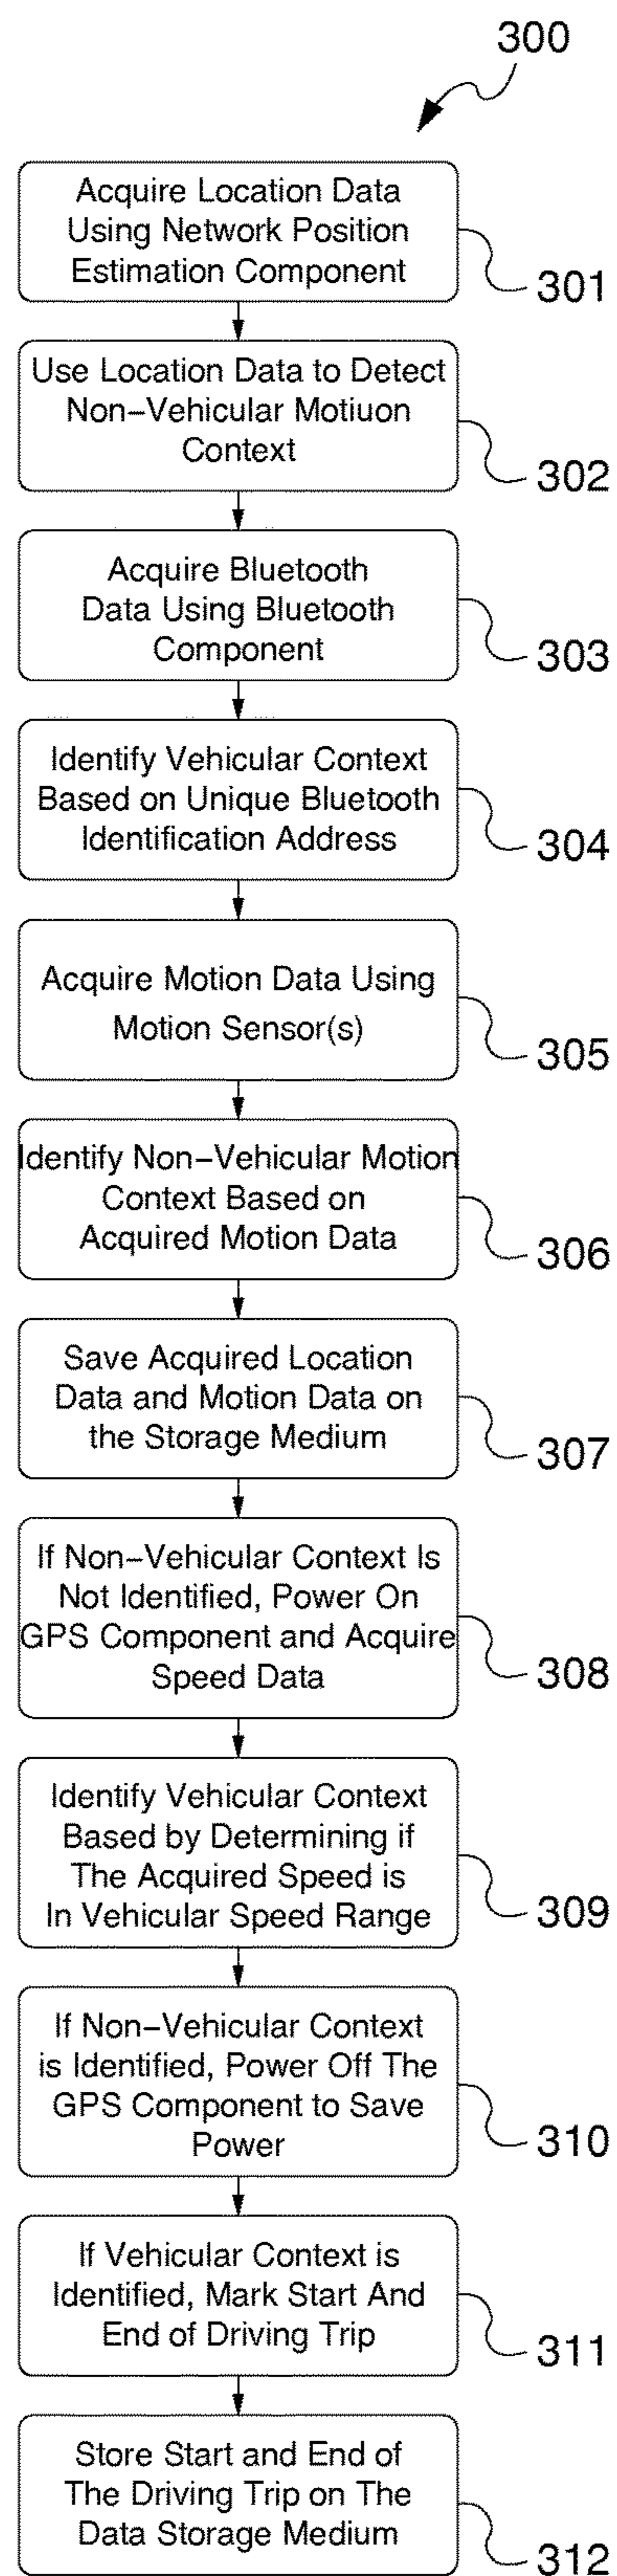 300
Acquire Location Data
Using Network Position
Estimation Component
301
Use Location Data to Detect
Non–Vehicular Motiuon
Context
302
Acquire Bluetooth
Data Using Bluetooth
Component
303
Identify Vehicular Context
Based on Unique Bluetooth
Identification Address
304
Acquire Motion Data Using
Motion Sensor(s)
305
Identify Non–Vehicular Motion
Context Based on
Acquired Motion Data
306
Save Acquired Location
Data and Motion Data on
the Storage Medium
307
If Non–Vehicular Context Is
Not Identified, Power On
GPS Component and Acquire
Speed Data
308
Identify Vehicular Context
Based by Determining if
The Acquired Speed is
In Vehicular Speed Range
309
If Non–Vehicular Context
is Identified, Power Off The
GPS Component to Save
Power
310
If Vehicular Context is
Identified, Mark Start And
End of Driving Trip
311
Store Start and End of
The Driving Trip on The
Data Storage Medium
312